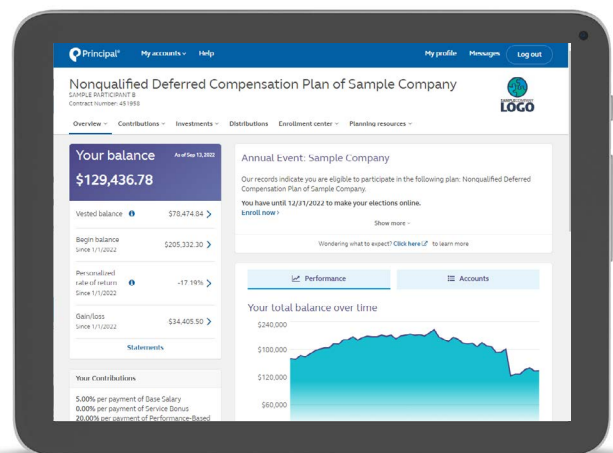 Principal® My accounts Help My profile Messages Log out
Nonqualified Deferred Compensation Plan of Sample Company
SAMPLE PARTICIPANT B
Contract Number: 451958
SAMPLE COMPANY
LOGO
Overview Contributions Investments Distributions Enrollment center Planning resources
Your balance As of Sep 13, 2022
$129,436.78
Vested balance $78,474.84
Begin balance
Since 1/1/2022
$205,332.30
Personalized
rate of return
Since 1/1/2022
-17.19%
Gain/loss
Since 1/1/2022
-$34,405.50
Statements
Your Contributions
5.00% per payment of Base Salary
0.00% per payment of Service Bonus
20.00% per payment of Performance-Based
Annual Event: Sample Company
Our records indicate you are eligible to participate in the following plan: Nonqualified Deferred
Compensation Plan of Sample Company.
You have until 12/31/2022 to make your elections online.
Enroll now
Show more
Wondering what to expect? Click here to learn more
Performance Accounts
Your total balance over time
$240,000
$180,000
$120,000
$60,000